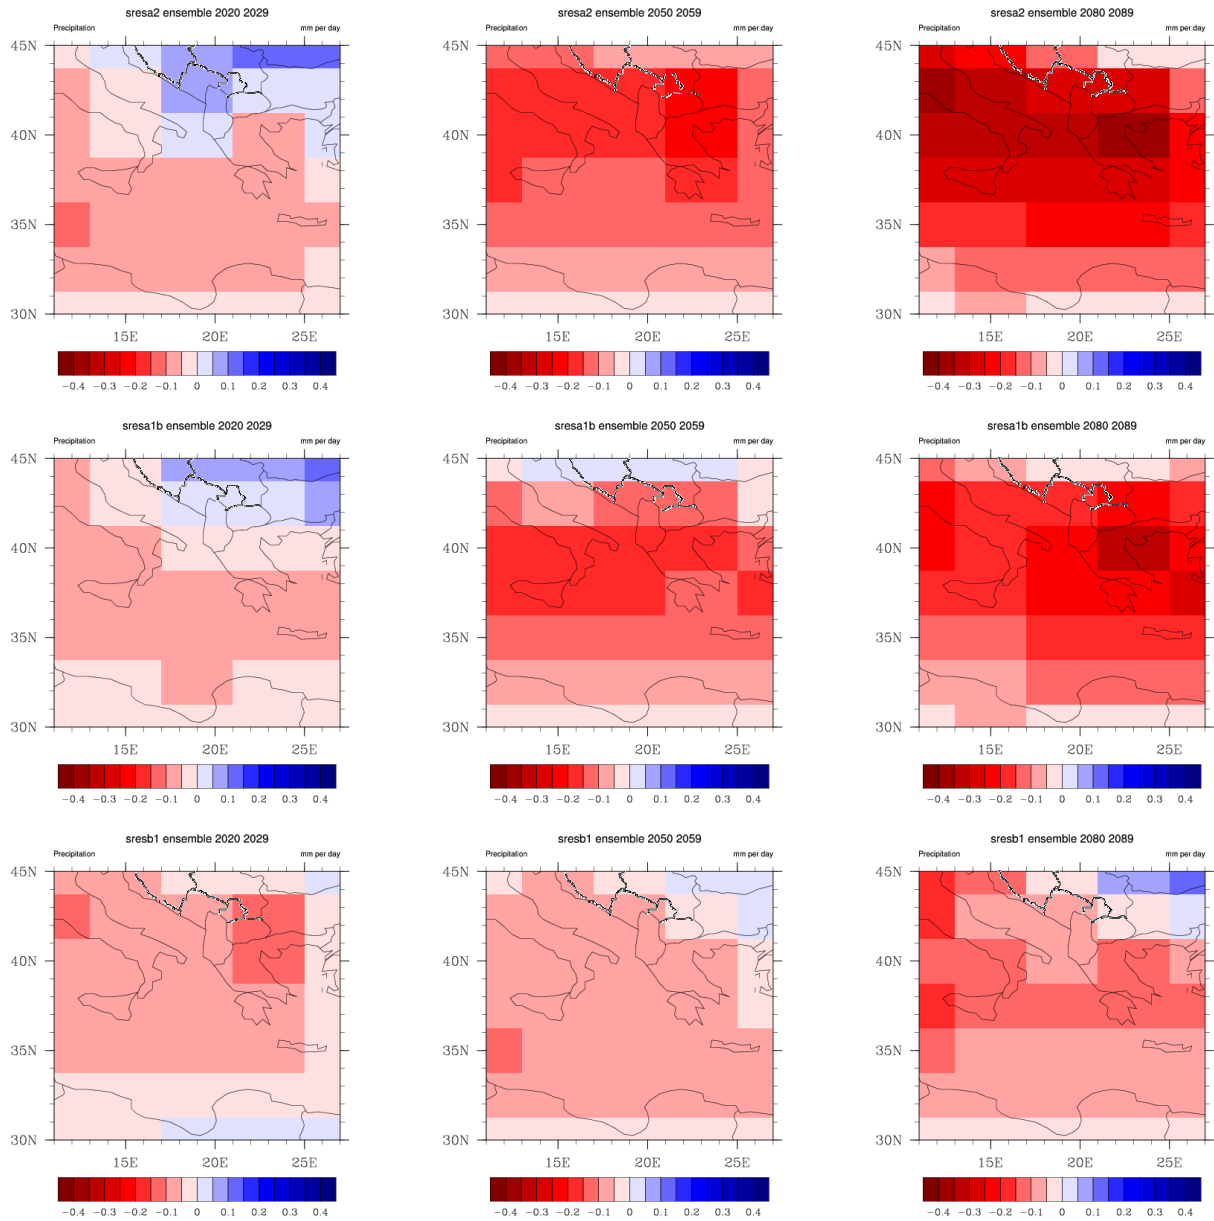 sresa2 ensemble 2020 2029 sresa2 ensemble 2050 2059 sresa2 ensemble 2080 2089
Precipitation mm per day Precipitation mm per day Precipitation mm per day
45N 45N 45N
40N 40N 40N
35N 35N 35N
30N 30N 30N
15E 20E 25E 15E 20E 25E 15E 20E 25E
−0.4 −0.3 −0.2 −0.1 0 0.1 0.2 0.3 0.4 −0.4 −0.3 −0.2 −0.1 0 0.1 0.2 0.3 0.4 −0.4 −0.3 −0.2 −0.1 0 0.1 0.2 0.3 0.4
sresa1b ensemble 2020 2029 sresa1b ensemble 2050 2059 sresa1b ensemble 2080 2089
Precipitation mm per day Precipitation mm per day Precipitation mm per day
45N 45N 45N
40N 40N 40N
35N 35N 35N
30N 30N 30N
15E 20E 25E 15E 20E 25E 15E 20E 25E
−0.4 −0.3 −0.2 −0.1 0 0.1 0.2 0.3 0.4 −0.4 −0.3 −0.2 −0.1 0 0.1 0.2 0.3 0.4 −0.4 −0.3 −0.2 −0.1 0 0.1 0.2 0.3 0.4
sresb1 ensemble 2020 2029 sresb1 ensemble 2050 2059 sresb1 ensemble 2080 2089
Precipitation mm per day Precipitation mm per day Precipitation mm per day
45N 45N 45N
40N 40N 40N
35N 35N 35N
30N 30N 30N
15E 20E 25E 15E 20E 25E 15E 20E 25E
−0.4 −0.3 −0.2 −0.1 0 0.1 0.2 0.3 0.4 −0.4 −0.3 −0.2 −0.1 0 0.1 0.2 0.3 0.4 −0.4 −0.3 −0.2 −0.1 0 0.1 0.2 0.3 0.4